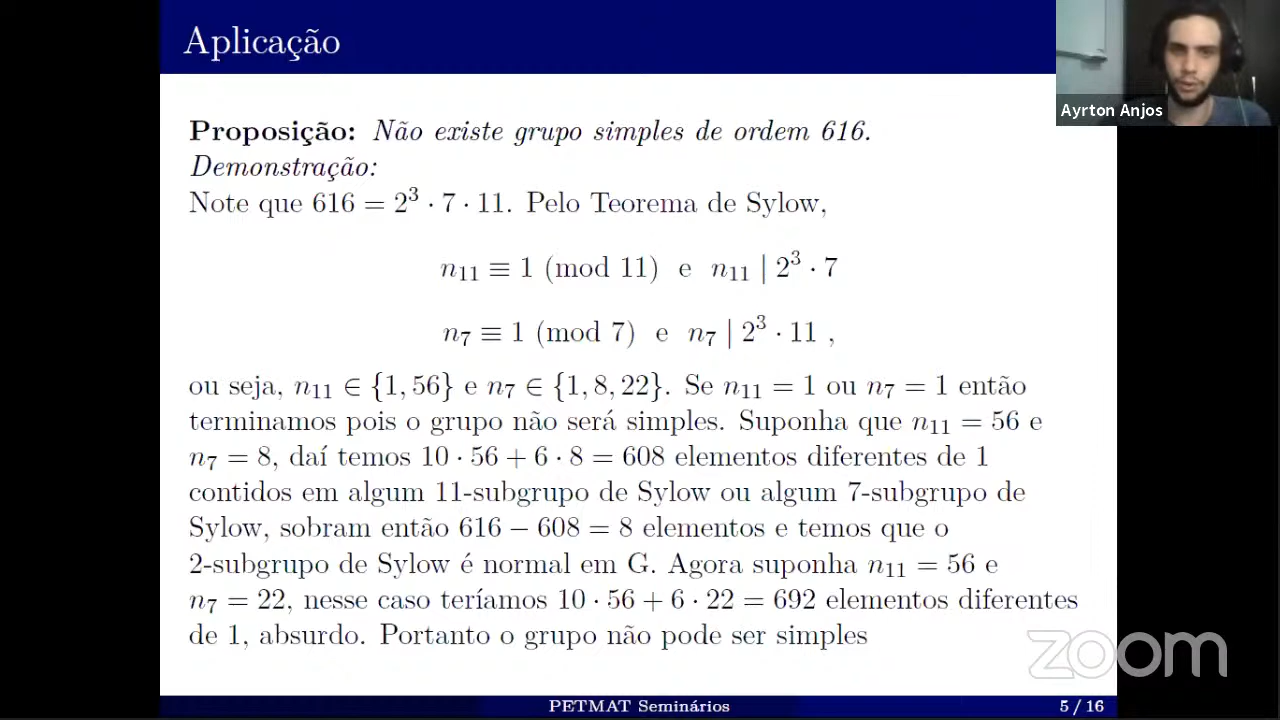 Aplicação
Ayrton Anjos
Proposição: Não existe grupo simples de ordem 616.
Demonstração:
Note que 616 = 2³ · 7 · 11. Pelo Teorema de Sylow,
n₁₁ ≡ 1 (mod 11) e n₁₁ | 2³ · 7
n₇ ≡ 1 (mod 7) e n₇ | 2³ · 11 ,
ou seja, n₁₁ ∈ {1, 56} e n₇ ∈ {1, 8, 22}. Se n₁₁ = 1 ou n₇ = 1 então
terminamos pois o grupo não será simples. Suponha que n₁₁ = 56 e
n₇ = 8, daí temos 10 · 56 + 6 · 8 = 608 elementos diferentes de 1
contidos em algum 11-subgrupo de Sylow ou algum 7-subgrupo de
Sylow, sobram então 616 − 608 = 8 elementos e temos que o
2-subgrupo de Sylow é normal em G. Agora suponha n₁₁ = 56 e
n₇ = 22, nesse caso teríamos 10 · 56 + 6 · 22 = 692 elementos diferentes
de 1, absurdo. Portanto o grupo não pode ser simples
zoom
PETMAT Seminários
5 / 16